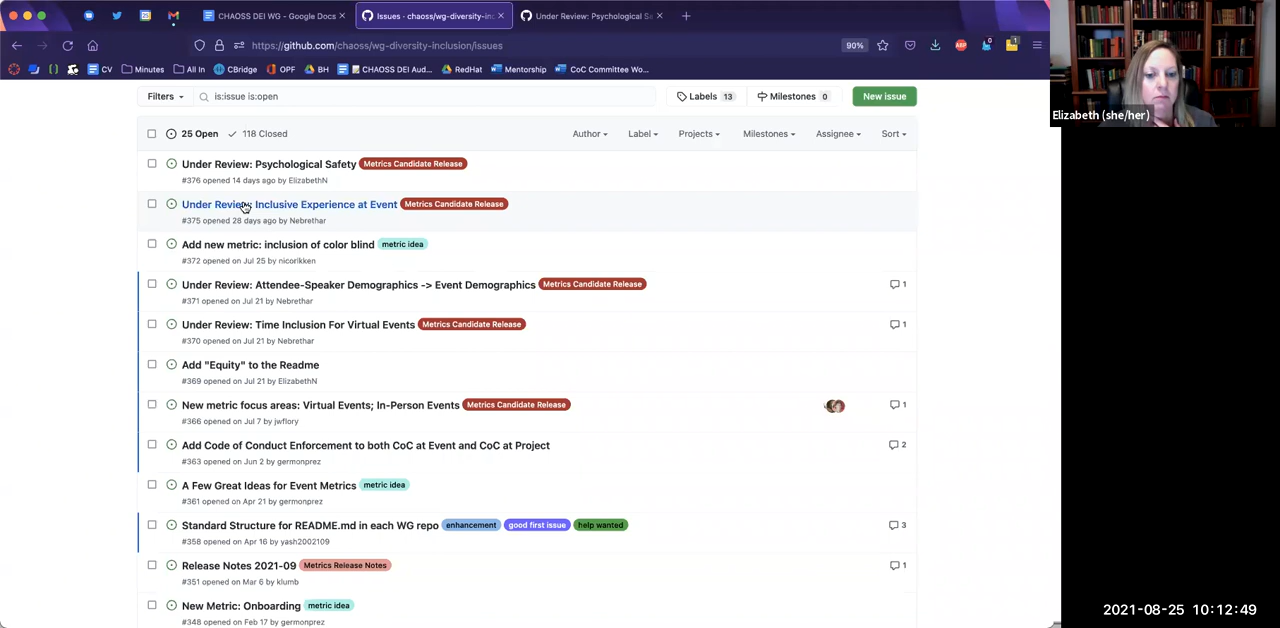 CHAOSS DEI WG - Google Docs
Issues · chaoss/wg-diversity-inc
Under Review: Psychological Sa
https://github.com/chaoss/wg-diversity-inclusion/issues
90%
CV
Minutes
All In
CBridge
OPF
BH
CHAOSS DEI Aud...
RedHat
Mentorship
CoC Committee Wo...
Elizabeth (she/her)
Filters
is:issue is:open
Labels 13
Milestones 0
New issue
25 Open
118 Closed
Author
Label
Projects
Milestones
Assignee
Sort
Under Review: Psychological Safety Metrics Candidate Release
#376 opened 14 days ago by ElizabethN
Under Review: Inclusive Experience at Event Metrics Candidate Release
#375 opened 28 days ago by Nebrethar
Add new metric: inclusion of color blind metric idea
#372 opened on Jul 25 by nicorikken
Under Review: Attendee-Speaker Demographics -> Event Demographics Metrics Candidate Release 1
#371 opened on Jul 21 by Nebrethar
Under Review: Time Inclusion For Virtual Events Metrics Candidate Release 1
#370 opened on Jul 21 by Nebrethar
Add "Equity" to the Readme
#369 opened on Jul 21 by ElizabethN
New metric focus areas: Virtual Events; In-Person Events Metrics Candidate Release 1
#366 opened on Jul 7 by jwflory
Add Code of Conduct Enforcement to both CoC at Event and CoC at Project 2
#363 opened on Jun 2 by germonprez
A Few Great Ideas for Event Metrics metric idea
#361 opened on Apr 21 by germonprez
Standard Structure for README.md in each WG repo enhancement good first issue help wanted 3
#358 opened on Apr 16 by yash2002109
Release Notes 2021-09 Metrics Release Notes 1
#351 opened on Mar 6 by klumb
New Metric: Onboarding metric idea
#348 opened on Feb 17 by germonprez
2021-08-25 10:12:49